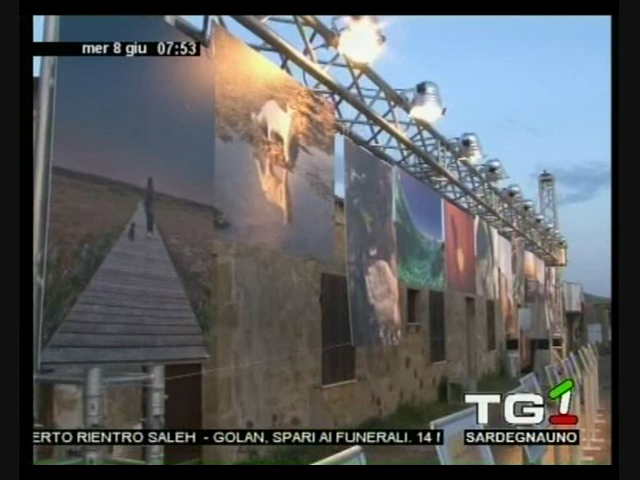 mer 8 giu 07:53
TG1
ERTO RIENTRO SALEH - GOLAN, SPARI AI FUNERALI. 14
SARDEGNAUNO